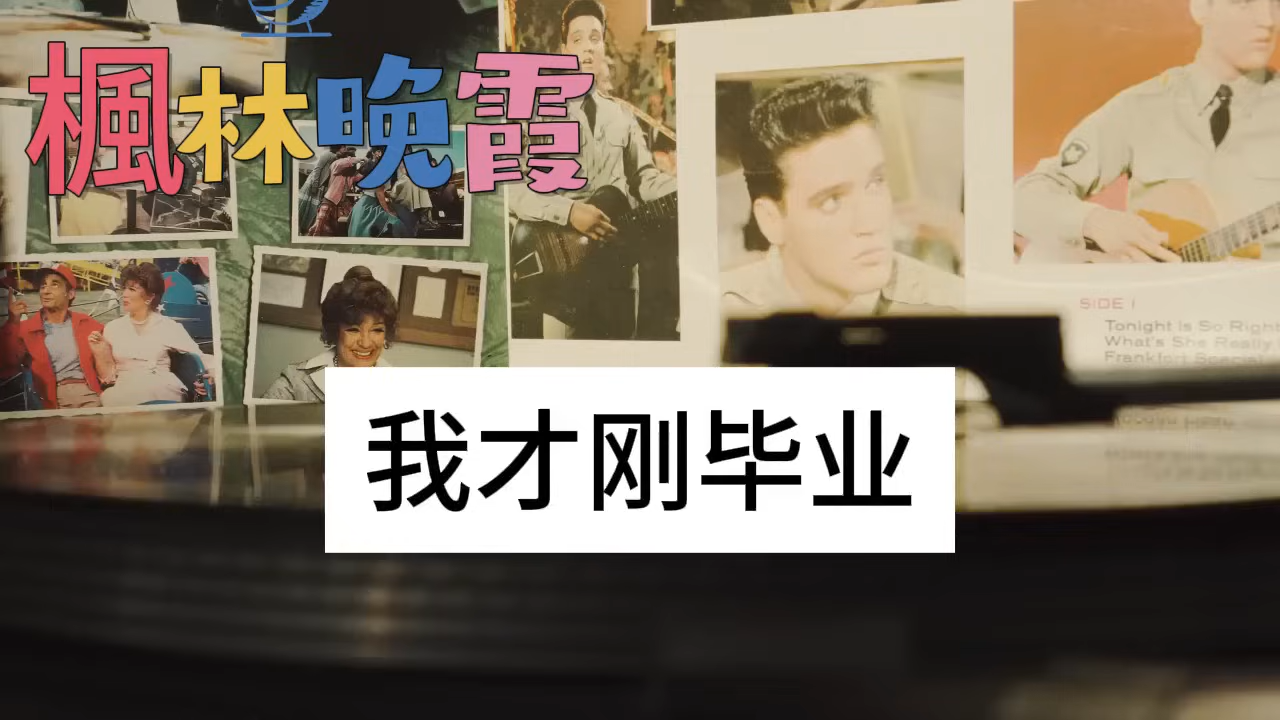 楓林晚霞
SIDE 1
Tonight Is So Right
What's She Really
Frankfort Special
我才刚毕业